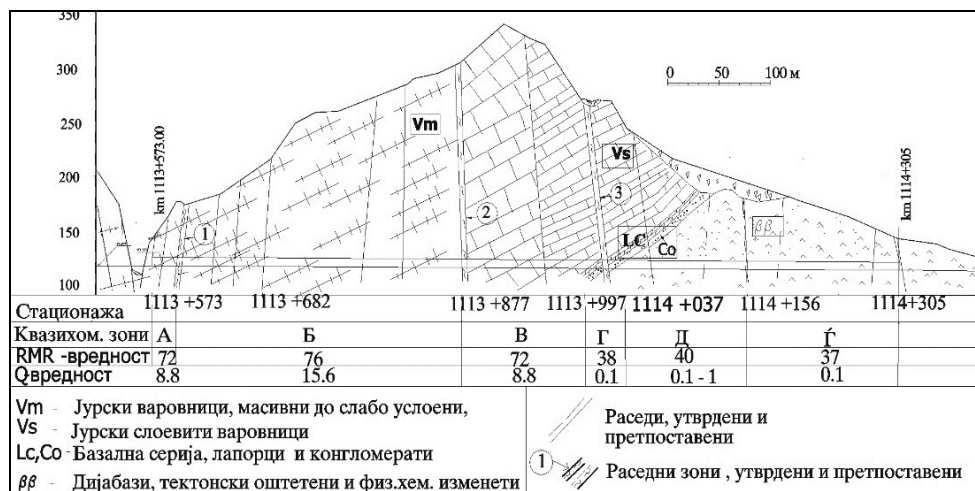 350
300
250
200
150
100
0 50 100 м
km 1113+573.00
km 1114+305
Vm
Vs
LC
Co
ββ
1
2
3
1113 +573 1113 +682 1113 +877 1113 +997 1114 +037 1114 +156 1114+305
Стационажа
Квазихом. зони А Б В Г Д Ѓ
RMR -вредност 72 76 72 38 40 37
Q-вредност 8.8 15.6 8.8 0.1 0.1 - 1 0.1
Vm - Јурски варовници, масивни до слабо услоени,
Vs - Јурски слоевити варовници
Lc,Co - Базална серија, лапорци и конгломерати
ββ - Дијабази, тектонски оштетени и физ.хем. изменети
Раседи, утврдени и
претпоставени
1 Раседни зони , утврдени и претпоставени